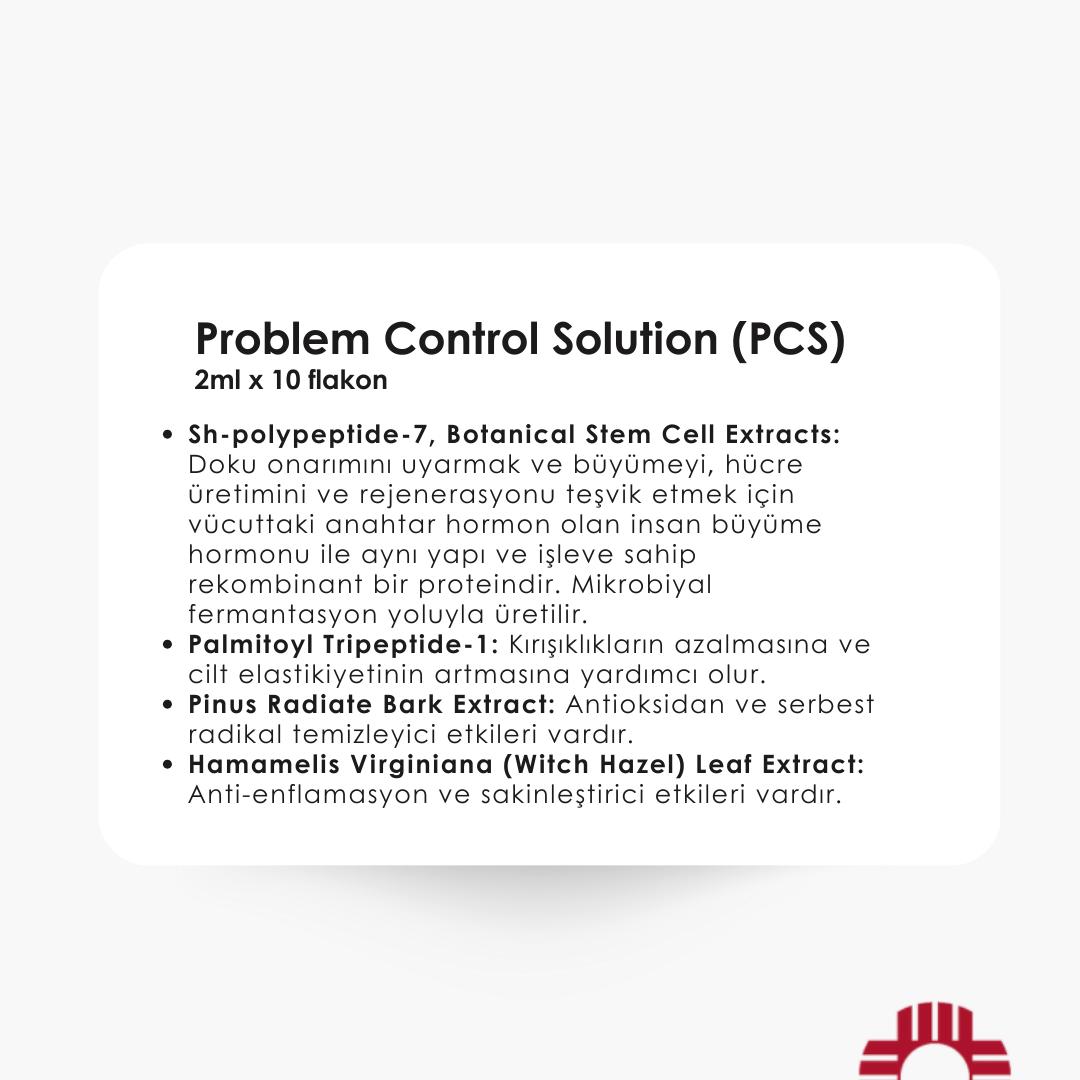 Problem Control Solution (PCS)
2ml x 10 flakon
• Sh-polypeptide-7, Botanical Stem Cell Extracts:
Doku onarımını uyarmak ve büyümeyi, hücre
üretimini ve rejenerasyonu teşvik etmek için
vücuttaki anahtar hormon olan insan büyüme
hormonu ile aynı yapı ve işleve sahip
rekombinant bir proteindir. Mikrobiyal
fermantasyon yoluyla üretilir.
• Palmitoyl Tripeptide-1: Kırışıklıkların azalmasına ve
cilt elastikiyetinin artmasına yardımcı olur.
• Pinus Radiate Bark Extract: Antioksidan ve serbest
radikal temizleyici etkileri vardır.
• Hamamelis Virginiana (Witch Hazel) Leaf Extract:
Anti-enflamasyon ve sakinleştirici etkileri vardır.